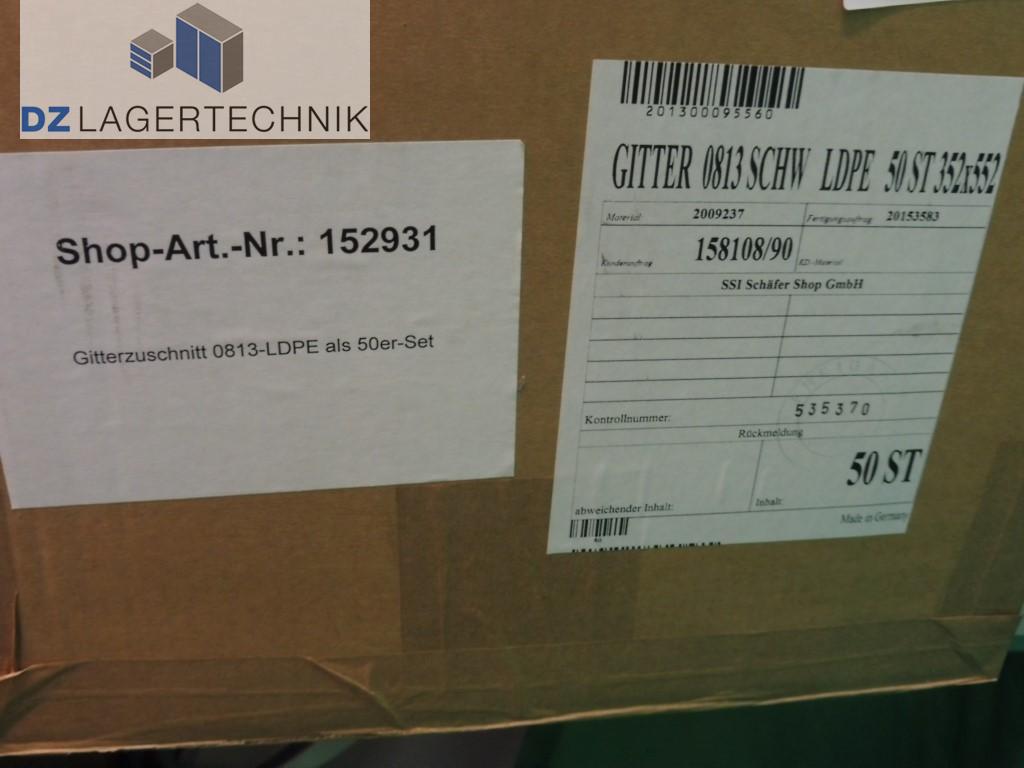 DZ LAGERTECHNIK
Shop-Art.-Nr.: 152931
Gitterzuschnitt 0813-LDPE als 50er-Set
201300095560
GITTER 0813 SCHW LDPE 50 ST 352x552
Material: 2009237 Fertigungsauftrag 20153583
Kundenauftrag 158108/90 KD-Material
SSI Schäfer Shop GmbH
Kontrollnummer: 535370
Rückmeldung
50 ST
abweichender Inhalt: Inhalt:
Made in Germany